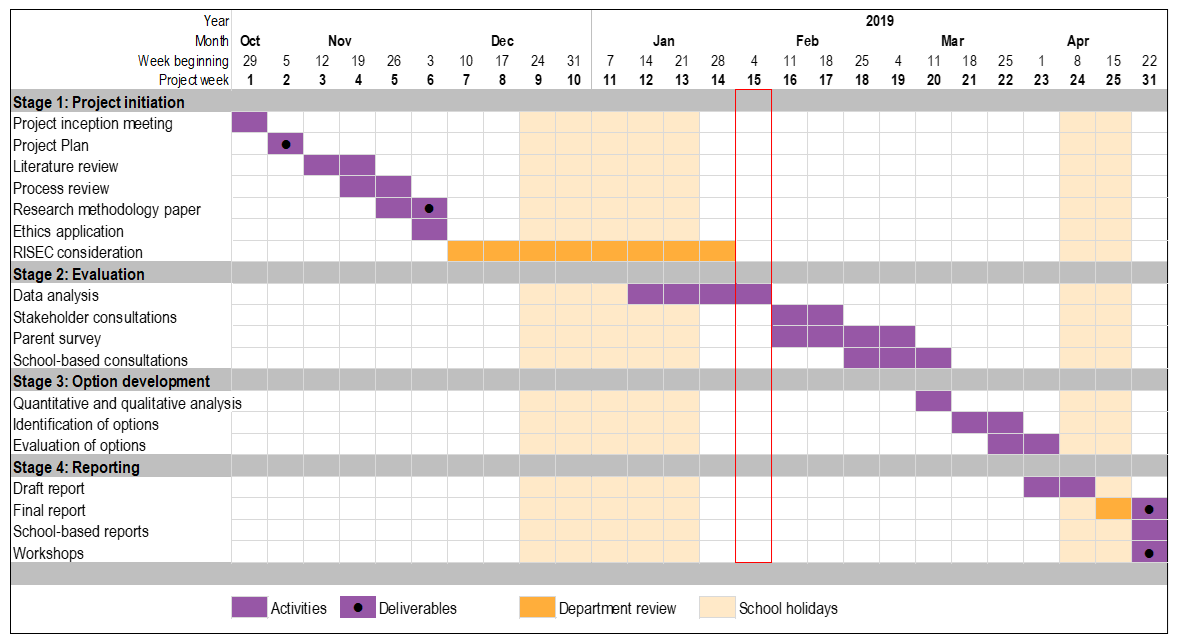 Year 2019
Month Oct Nov Dec Jan Feb Mar Apr
Week beginning 29 5 12 19 26 3 10 17 24 31 7 14 21 28 4 11 18 25 4 11 18 25 1 8 15 22
Project week 1 2 3 4 5 6 7 8 9 10 11 12 13 14 15 16 17 18 19 20 21 22 23 24 25 31
Stage 1: Project initiation
Project inception meeting
Project Plan
Literature review
Process review
Research methodology paper
Ethics application
RISEC consideration
Stage 2: Evaluation
Data analysis
Stakeholder consultations
Parent survey
School-based consultations
Stage 3: Option development
Quantitative and qualitative analysis
Identification of options
Evaluation of options
Stage 4: Reporting
Draft report
Final report
School-based reports
Workshops
Activities Deliverables Department review School holidays